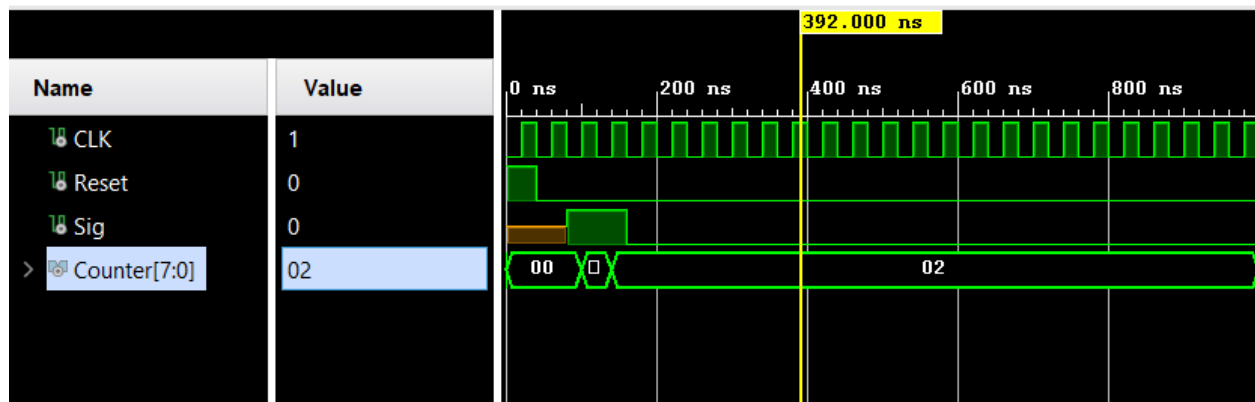 392.000 ns
Name Value
0 ns 200 ns 400 ns 600 ns 800 ns
CLK 1
Reset 0
Sig 0
Counter[7:0] 02 00 02